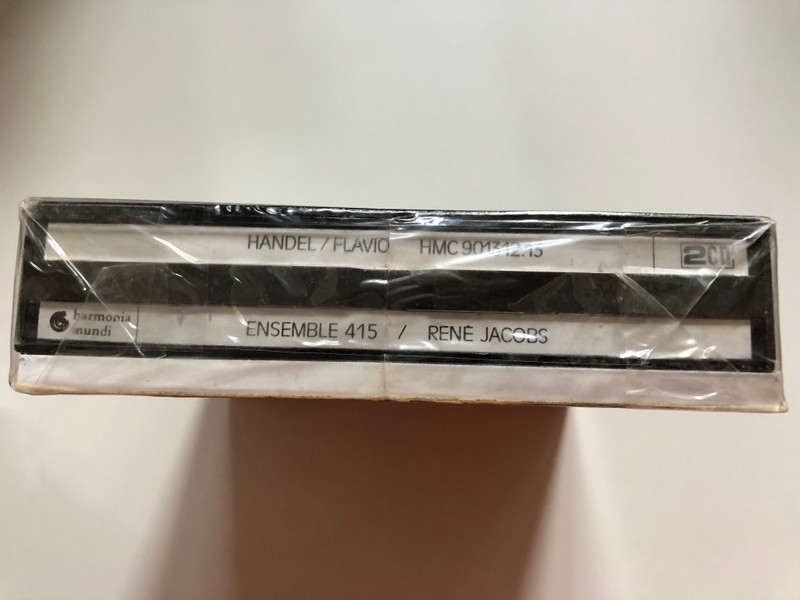 HANDEL / FLAVIO HMC 901312.13 2CD
harmonia
mundi
ENSEMBLE 415 / RENÉ JACOBS